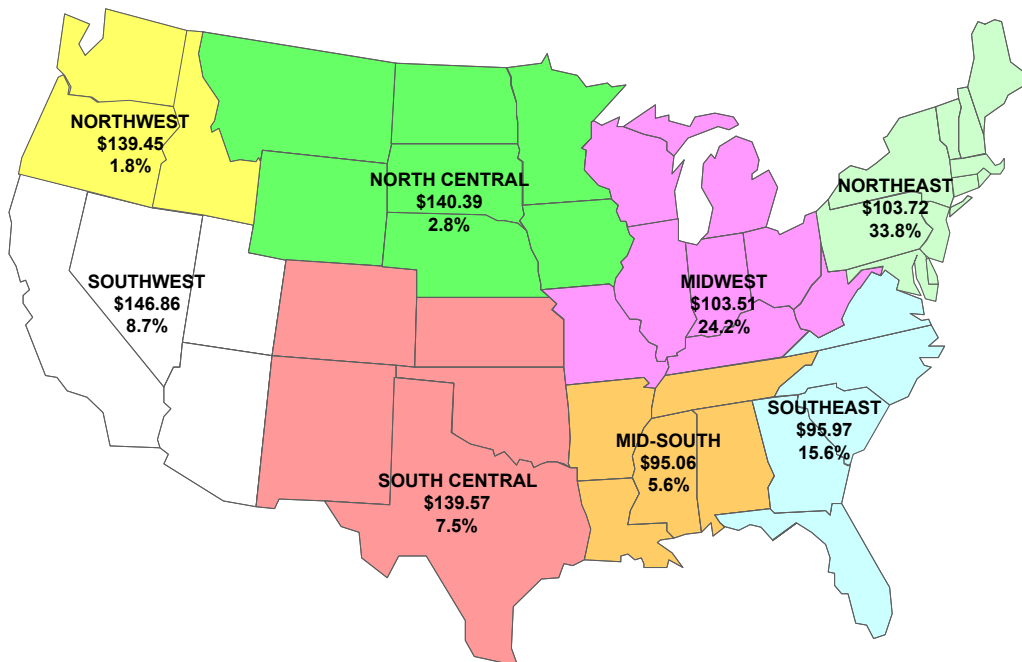 NORTHWEST
$139.45
1.8%
NORTH CENTRAL
$140.39
2.8%
NORTHEAST
$103.72
33.8%
SOUTHWEST
$146.86
8.7%
MIDWEST
$103.51
24.2%
SOUTHEAST
$95.97
15.6%
MID-SOUTH
$95.06
5.6%
SOUTH CENTRAL
$139.57
7.5%